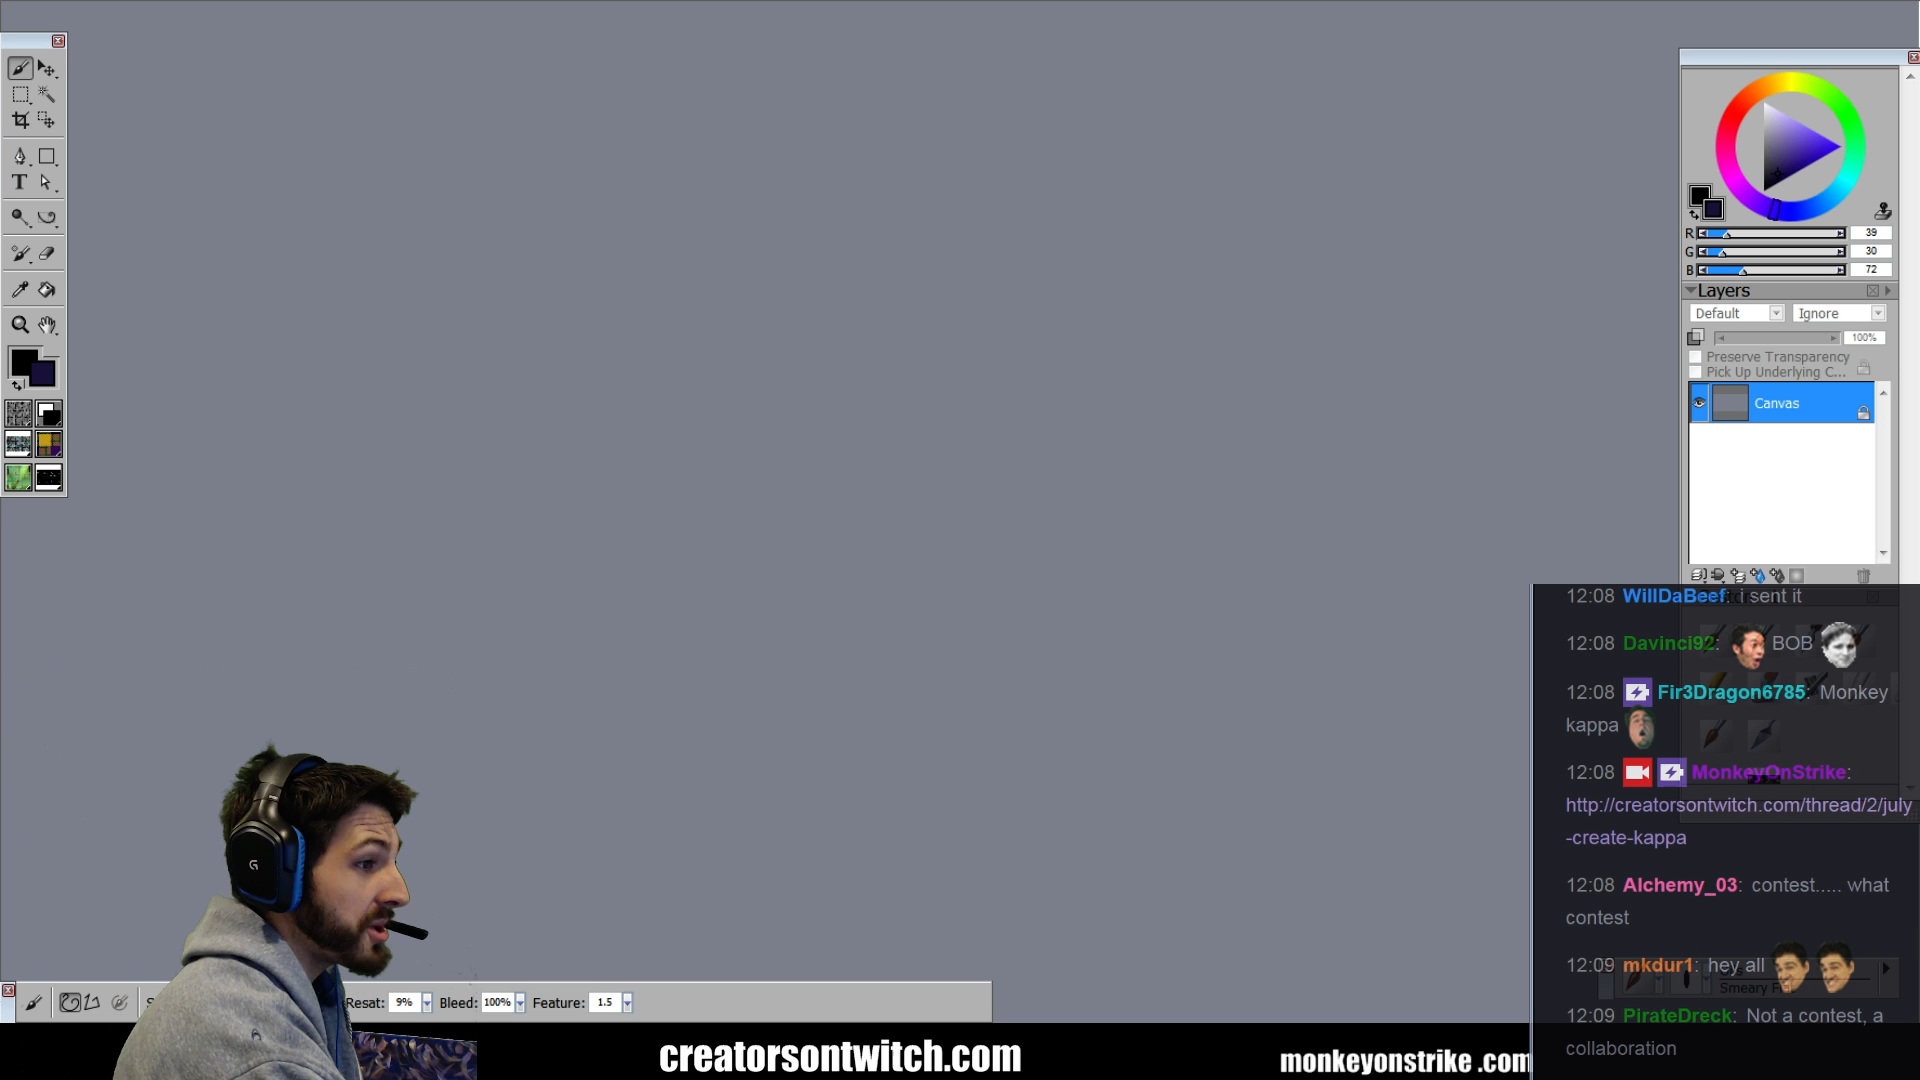 R 39
G 30
B 72
Layers
Default Ignore
100%
Preserve Transparency
Pick Up Underlying C...
Canvas
12:08 WillDaBeef: i sent it
12:08 Davinci92: BOB
12:08 Fir3Dragon6785: Monkey
kappa
12:08 MonkeyOnStrike:
http://creatorsontwitch.com/thread/2/july
-create-kappa
12:08 Alchemy_03: contest..... what
contest
12:09 mkdur1: hey all
Smeary
12:09 PirateDreck: Not a contest, a
collaboration
Resat: 9% Bleed: 100% Feature: 1.5
creatorsontwitch.com
monkeyonstrike .com